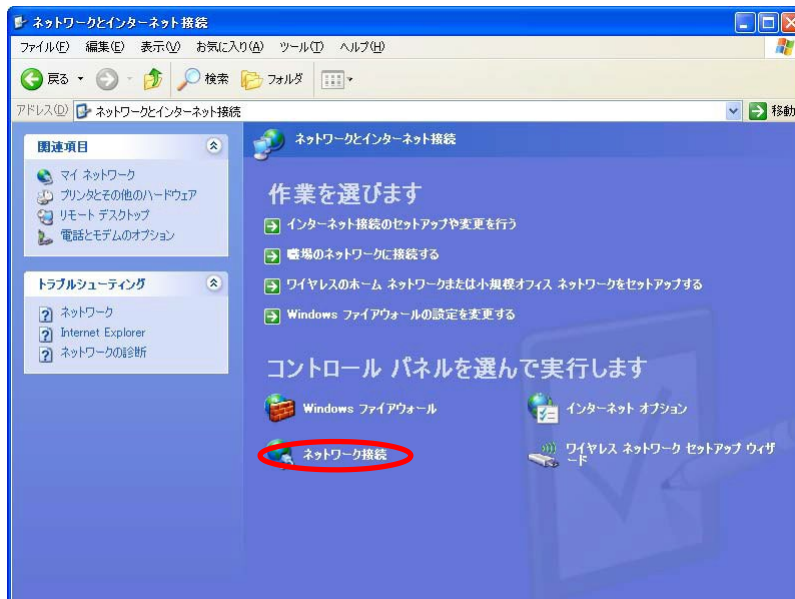 ネットワークとインターネット接続
ファイル(F) 編集(E) 表示(V) お気に入り(A) ツール(T) ヘルプ(H)
戻る 検索 フォルダ
アドレス(D) ネットワークとインターネット接続 移動
関連項目
マイ ネットワーク
プリンタとその他のハードウェア
リモート デスクトップ
電話とモデムのオプション
トラブルシューティング
ネットワーク
Internet Explorer
ネットワークの診断
ネットワークとインターネット接続
作業を選びます
インターネット接続のセットアップや変更を行う
職場のネットワークに接続する
ワイヤレスのホーム ネットワークまたは小規模オフィス ネットワークをセットアップする
Windows ファイアウォールの設定を変更する
コントロール パネルを選んで実行します
Windows ファイアウォール
インターネット オプション
ネットワーク接続
ワイヤレス ネットワーク セットアップ ウィザ
ード